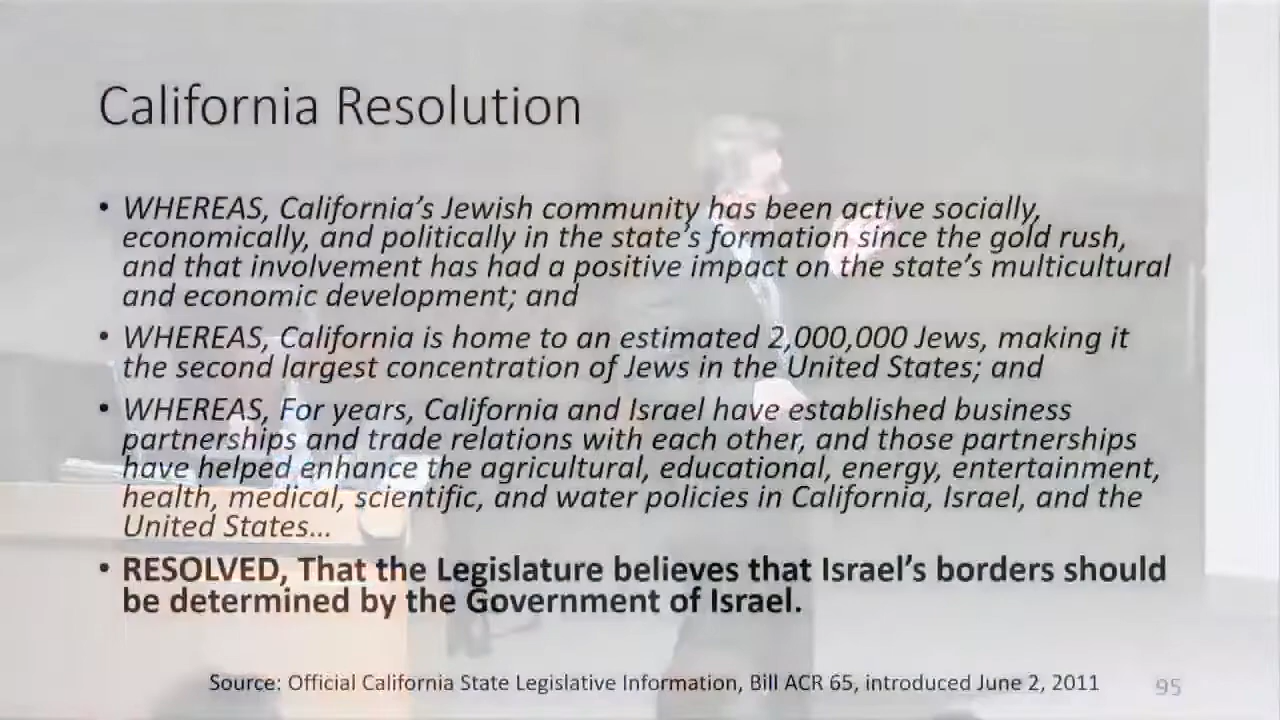 California Resolution
• WHEREAS, California’s Jewish community has been active socially,
economically, and politically in the state’s formation since the gold rush,
and that involvement has had a positive impact on the state’s multicultural
and economic development; and
• WHEREAS, California is home to an estimated 2,000,000 Jews, making it
the second largest concentration of Jews in the United States; and
• WHEREAS, For years, California and Israel have established business
partnerships and trade relations with each other, and those partnerships
have helped enhance the agricultural, educational, energy, entertainment,
health, medical, scientific, and water policies in California, Israel, and the
United States…
• RESOLVED, That the Legislature believes that Israel’s borders should
be determined by the Government of Israel.
Source: Official California State Legislative Information, Bill ACR 65, introduced June 2, 2011
95